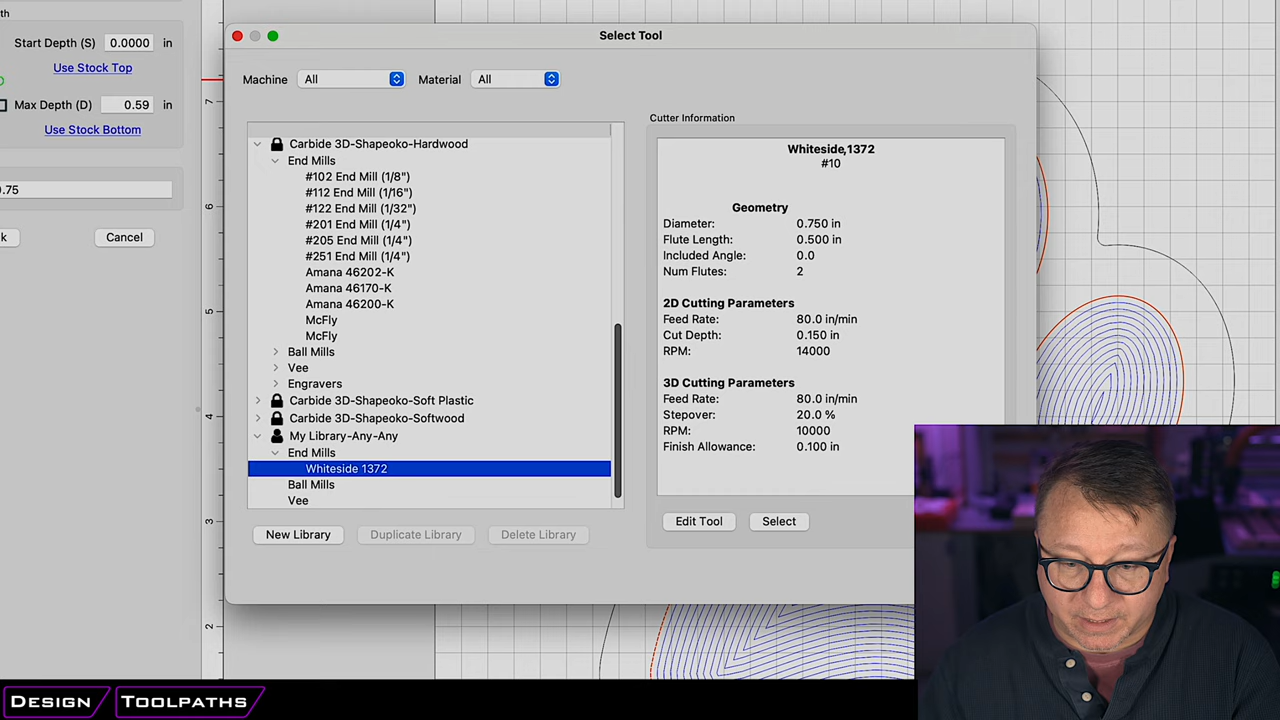 th
Start Depth (S) 0.0000 in
Use Stock Top
Max Depth (D) 0.59 in
Use Stock Bottom
0.75
k
Cancel
7
6
5
4
3
2
Select Tool
Machine All Material All
Carbide 3D-Shapeoko-Hardwood
End Mills
#102 End Mill (1/8")
#112 End Mill (1/16")
#122 End Mill (1/32")
#201 End Mill (1/4")
#205 End Mill (1/4")
#251 End Mill (1/4")
Amana 46202-K
Amana 46170-K
Amana 46200-K
McFly
McFly
Ball Mills
Vee
Engravers
Carbide 3D-Shapeoko-Soft Plastic
Carbide 3D-Shapeoko-Softwood
My Library-Any-Any
End Mills
Whiteside 1372
Ball Mills
Vee
New Library Duplicate Library Delete Library
Cutter Information
Whiteside,1372
#10
Geometry
Diameter: 0.750 in
Flute Length: 0.500 in
Included Angle: 0.0
Num Flutes: 2
2D Cutting Parameters
Feed Rate: 80.0 in/min
Cut Depth: 0.150 in
RPM: 14000
3D Cutting Parameters
Feed Rate: 80.0 in/min
Stepover: 20.0 %
RPM: 10000
Finish Allowance: 0.100 in
Edit Tool Select
Design Toolpaths